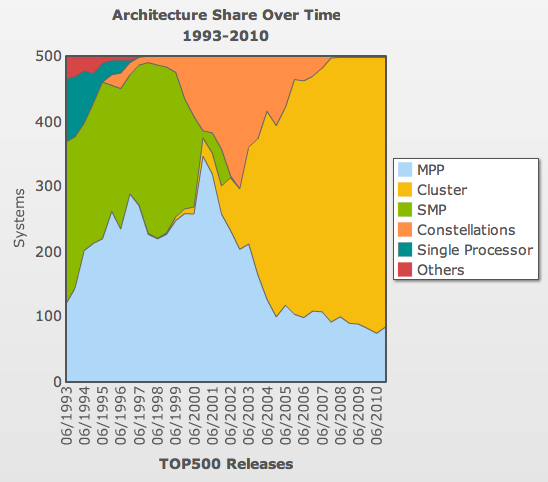 Architecture Share Over Time
1993-2010
500
400
300
200
100
0
Systems
MPP
Cluster
SMP
Constellations
Single Processor
Others
06/1993
06/1994
06/1995
06/1996
06/1997
06/1998
06/1999
06/2000
06/2001
06/2002
06/2003
06/2004
06/2005
06/2006
06/2007
06/2008
06/2009
06/2010
TOP500 Releases